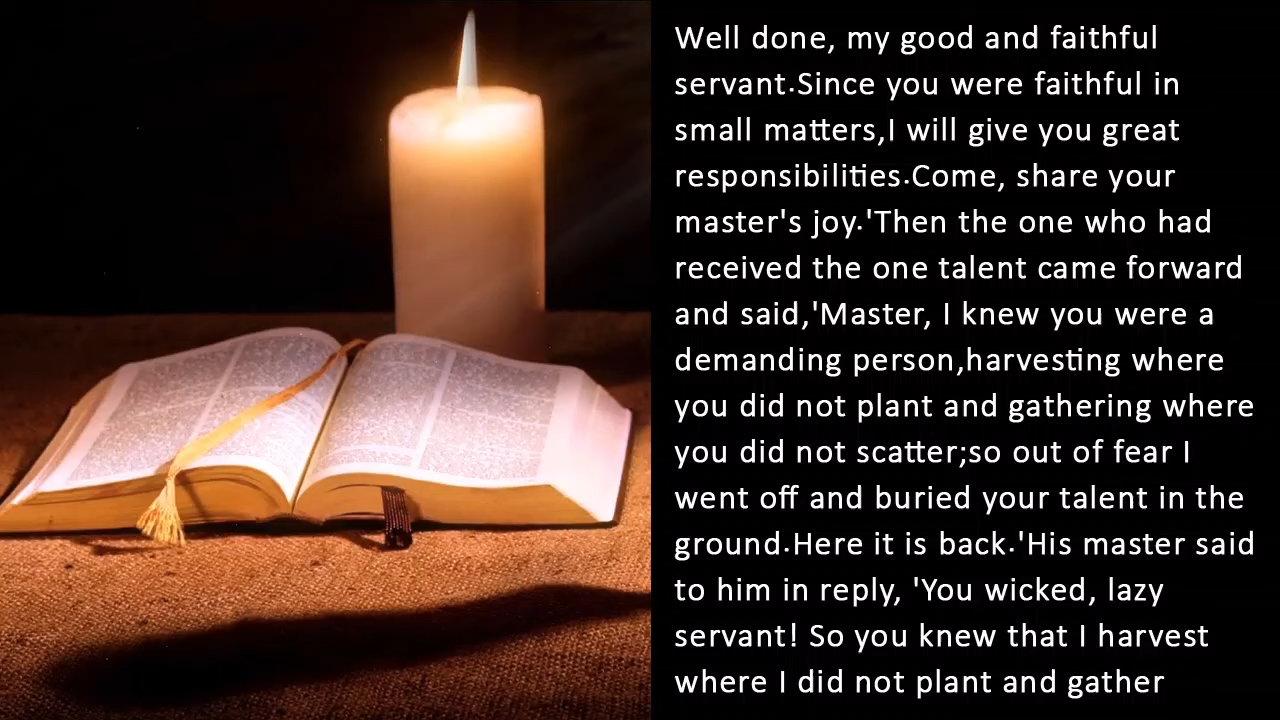 Well done, my good and faithful
servant.Since you were faithful in
small matters,I will give you great
responsibilities.Come, share your
master's joy.'Then the one who had
received the one talent came forward
and said,'Master, I knew you were a
demanding person,harvesting where
you did not plant and gathering where
you did not scatter;so out of fear I
went off and buried your talent in the
ground.Here it is back.'His master said
to him in reply, 'You wicked, lazy
servant! So you knew that I harvest
where I did not plant and gather